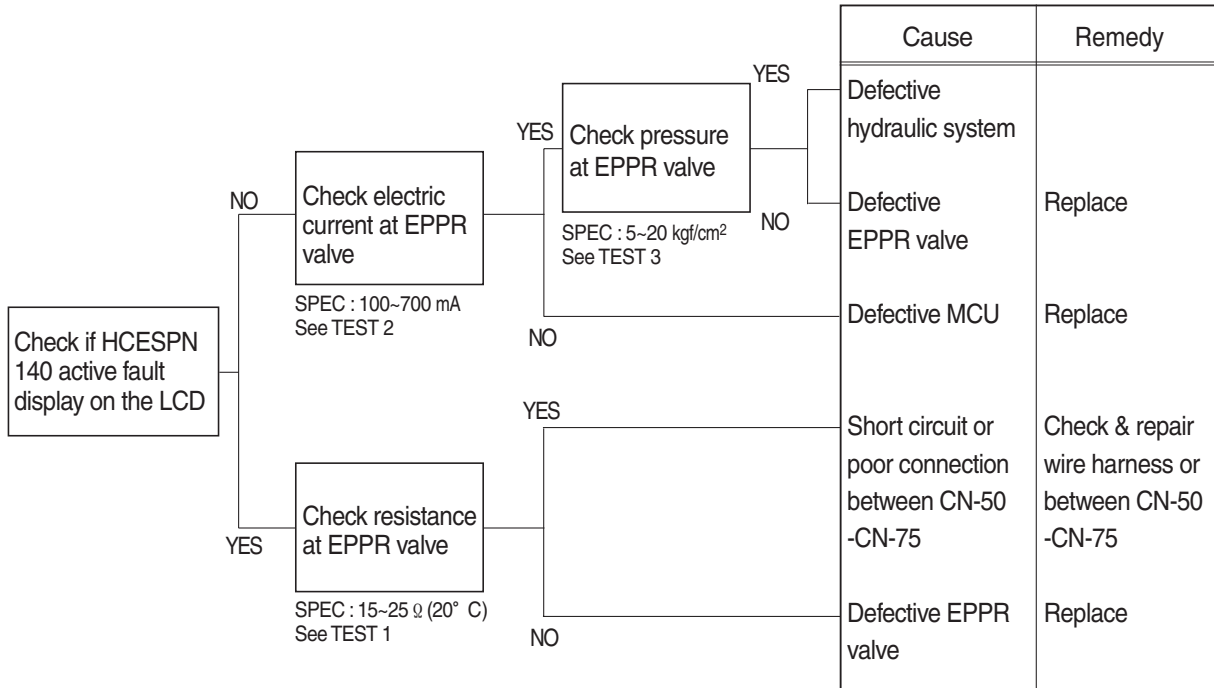 Cause
Remedy
YES
Defective
hydraulic system
YES
Check pressure
at EPPR valve
NO
Check electric
current at EPPR
valve
Defective
EPPR valve
Replace
NO
SPEC : 5~20 kgf/cm²
See TEST 3
SPEC : 100~700 mA
See TEST 2
Defective MCU
Replace
NO
Check if HCESPN
140 active fault
display on the LCD
YES
Short circuit or
poor connection
between CN-50
-CN-75
Check & repair
wire harness or
between CN-50
-CN-75
Check resistance
at EPPR valve
YES
SPEC : 15~25 Ω (20° C)
See TEST 1
NO
Defective EPPR
valve
Replace